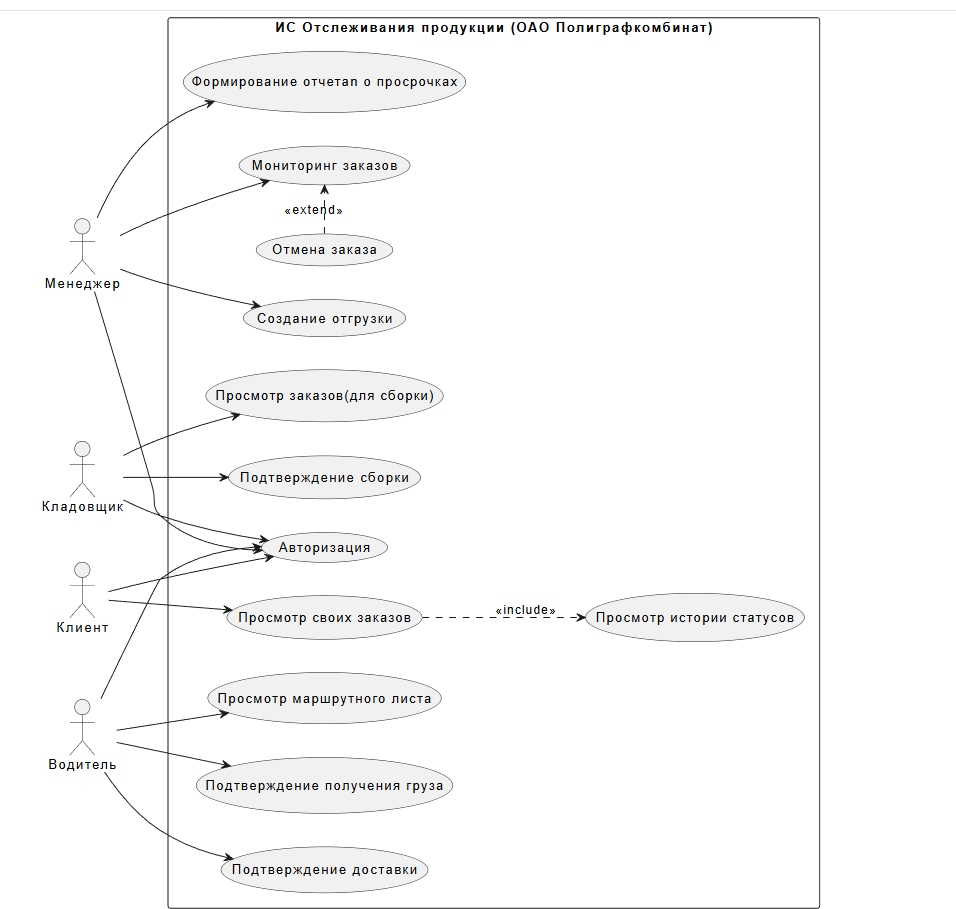 ИС Отслеживания продукции (ОАО Полиграфкомбинат)
Формирование отчетап о просрочках
Мониторинг заказов
«extend»
Отмена заказа
Менеджер
Создание отгрузки
Просмотр заказов(для сборки)
Подтверждение сборки
Кладовщик
Авторизация
Клиент
«include»
Просмотр своих заказов
Просмотр истории статусов
Просмотр маршрутного листа
Водитель
Подтверждение получения груза
Подтверждение доставки